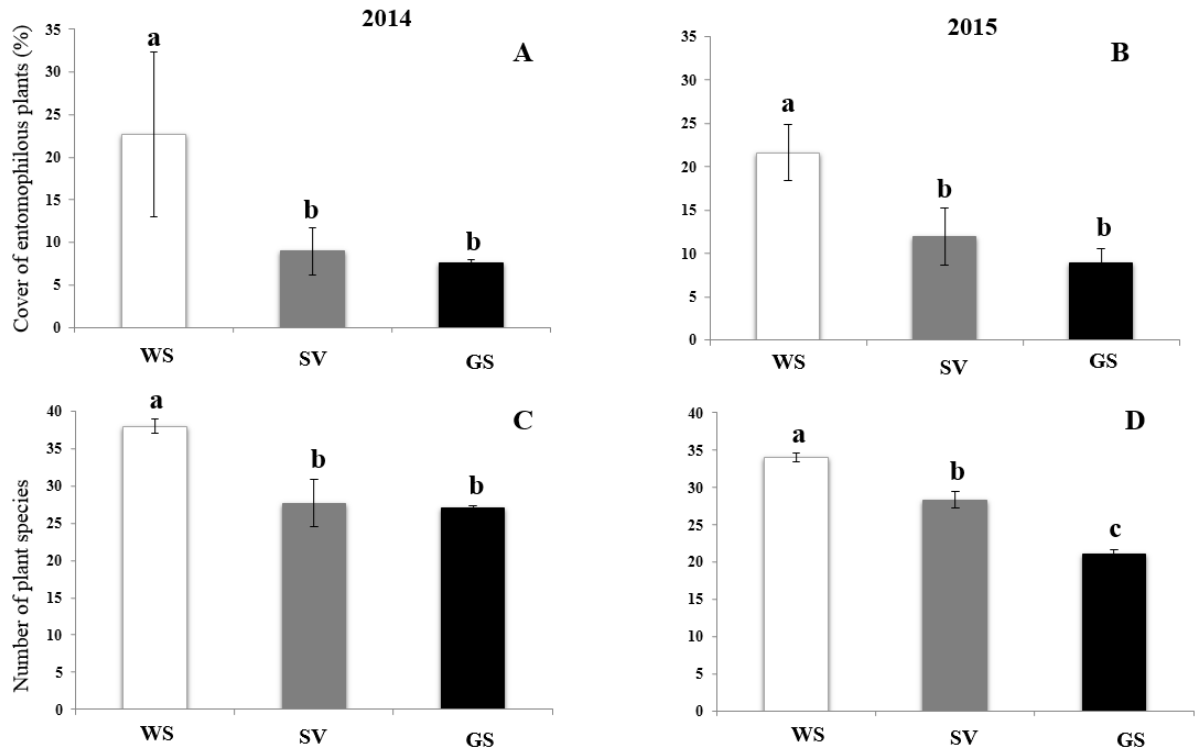 2014
2015
Cover of entomophilous plants (%)
35
30
25
20
15
10
5
0
a
b
b
A
WS
SV
GS
35
30
25
20
15
10
5
0
a
b
b
B
WS
SV
GS
Number of plant species
40
35
30
25
20
15
10
5
0
a
b
b
C
WS
SV
GS
40
35
30
25
20
15
10
5
0
a
b
c
D
WS
SV
GS